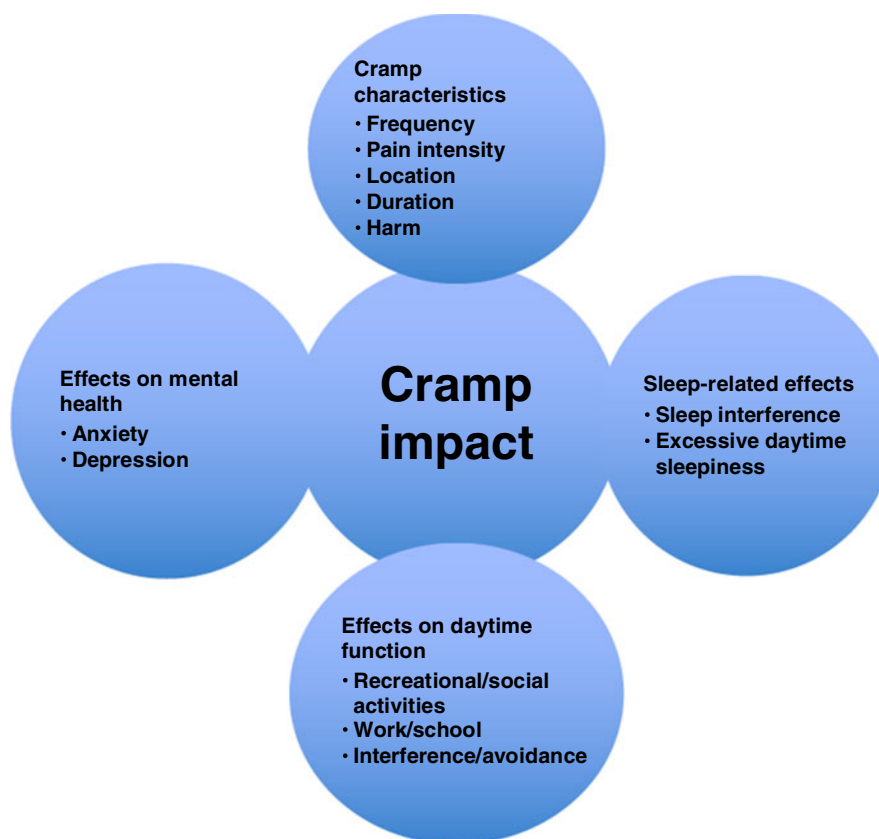 Cramp
characteristics
• Frequency
• Pain intensity
• Location
• Duration
• Harm
Effects on mental
health
• Anxiety
• Depression
Cramp
impact
Sleep-related effects
• Sleep interference
• Excessive daytime
sleepiness
Effects on daytime
function
• Recreational/social
activities
• Work/school
• Interference/avoidance